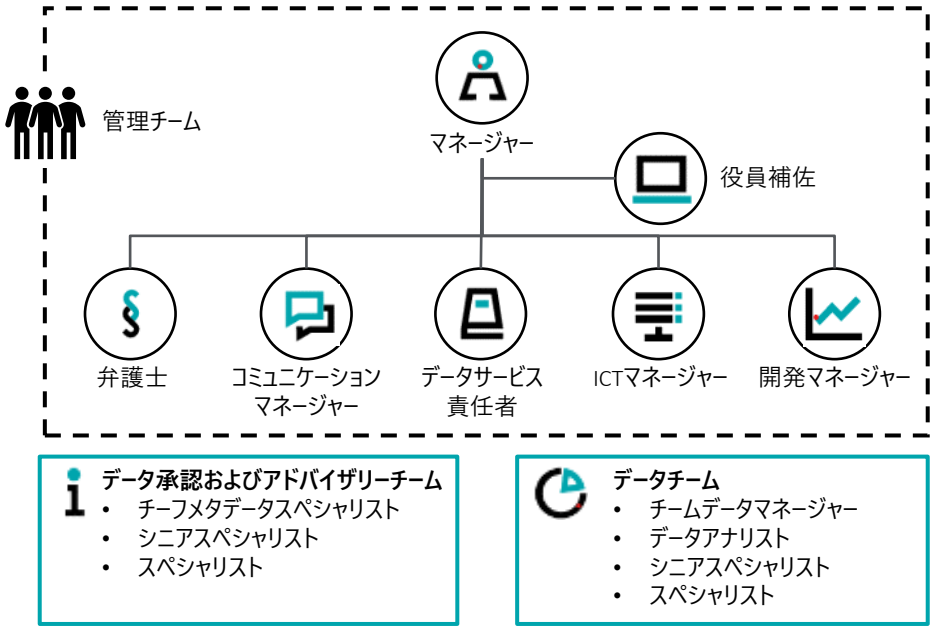 管理チーム
マネージャー
役員補佐
弁護士
コミュニケーション
マネージャー
データサービス
責任者
ICTマネージャー
開発マネージャー
データ承認およびアドバイザリーチーム
• チーフメタデータスペシャリスト
• シニアスペシャリスト
• スペシャリスト
データチーム
• チームデータマネージャー
• データアナリスト
• シニアスペシャリスト
• スペシャリスト